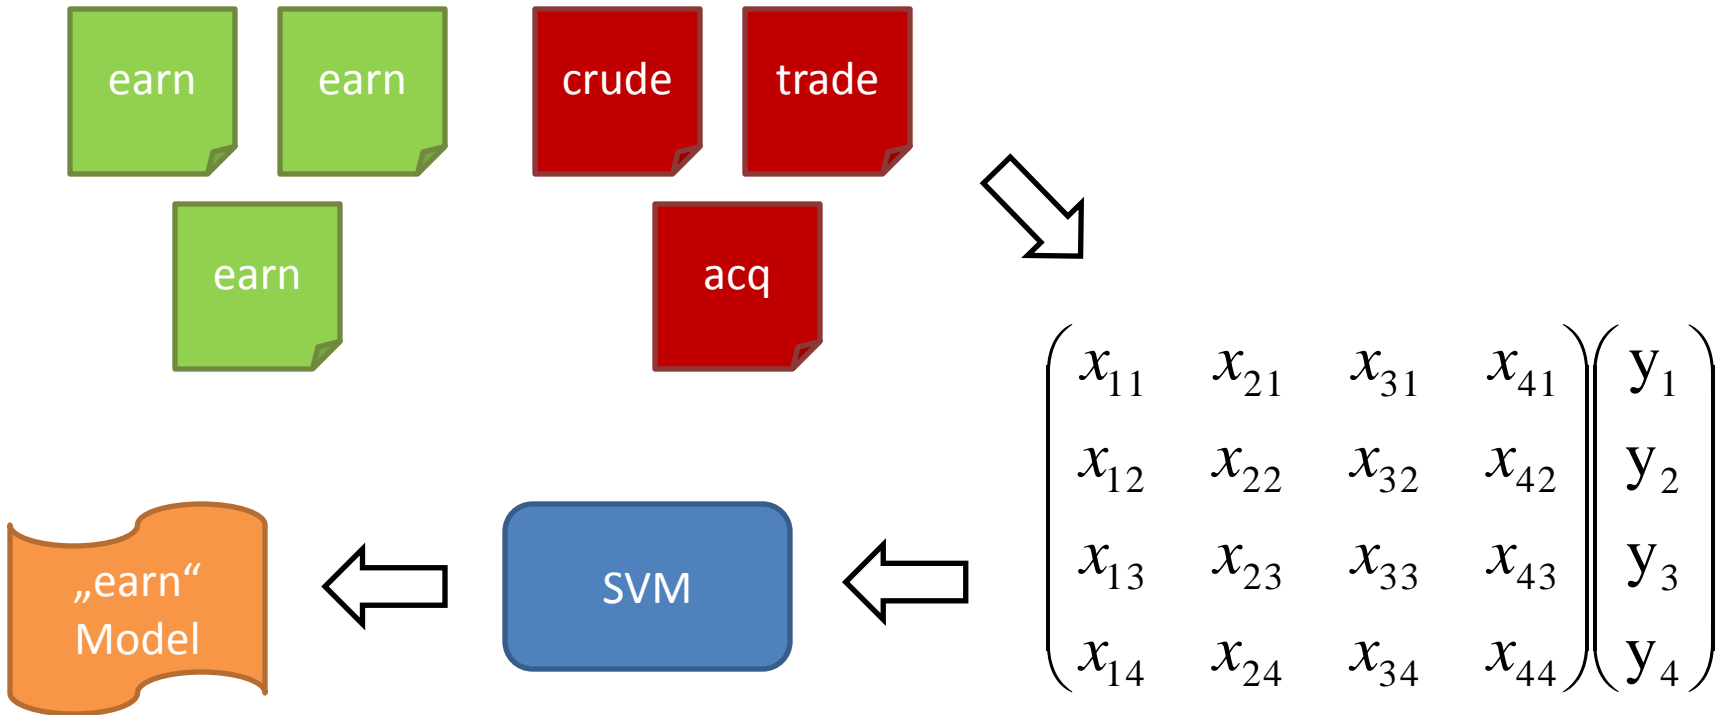 earn earn crude trade
earn acq
x11 x21 x31 x41 y1
x12 x22 x32 x42 y2
x13 x23 x33 x43 y3
x14 x24 x34 x44 y4
„earn“
Model
SVM